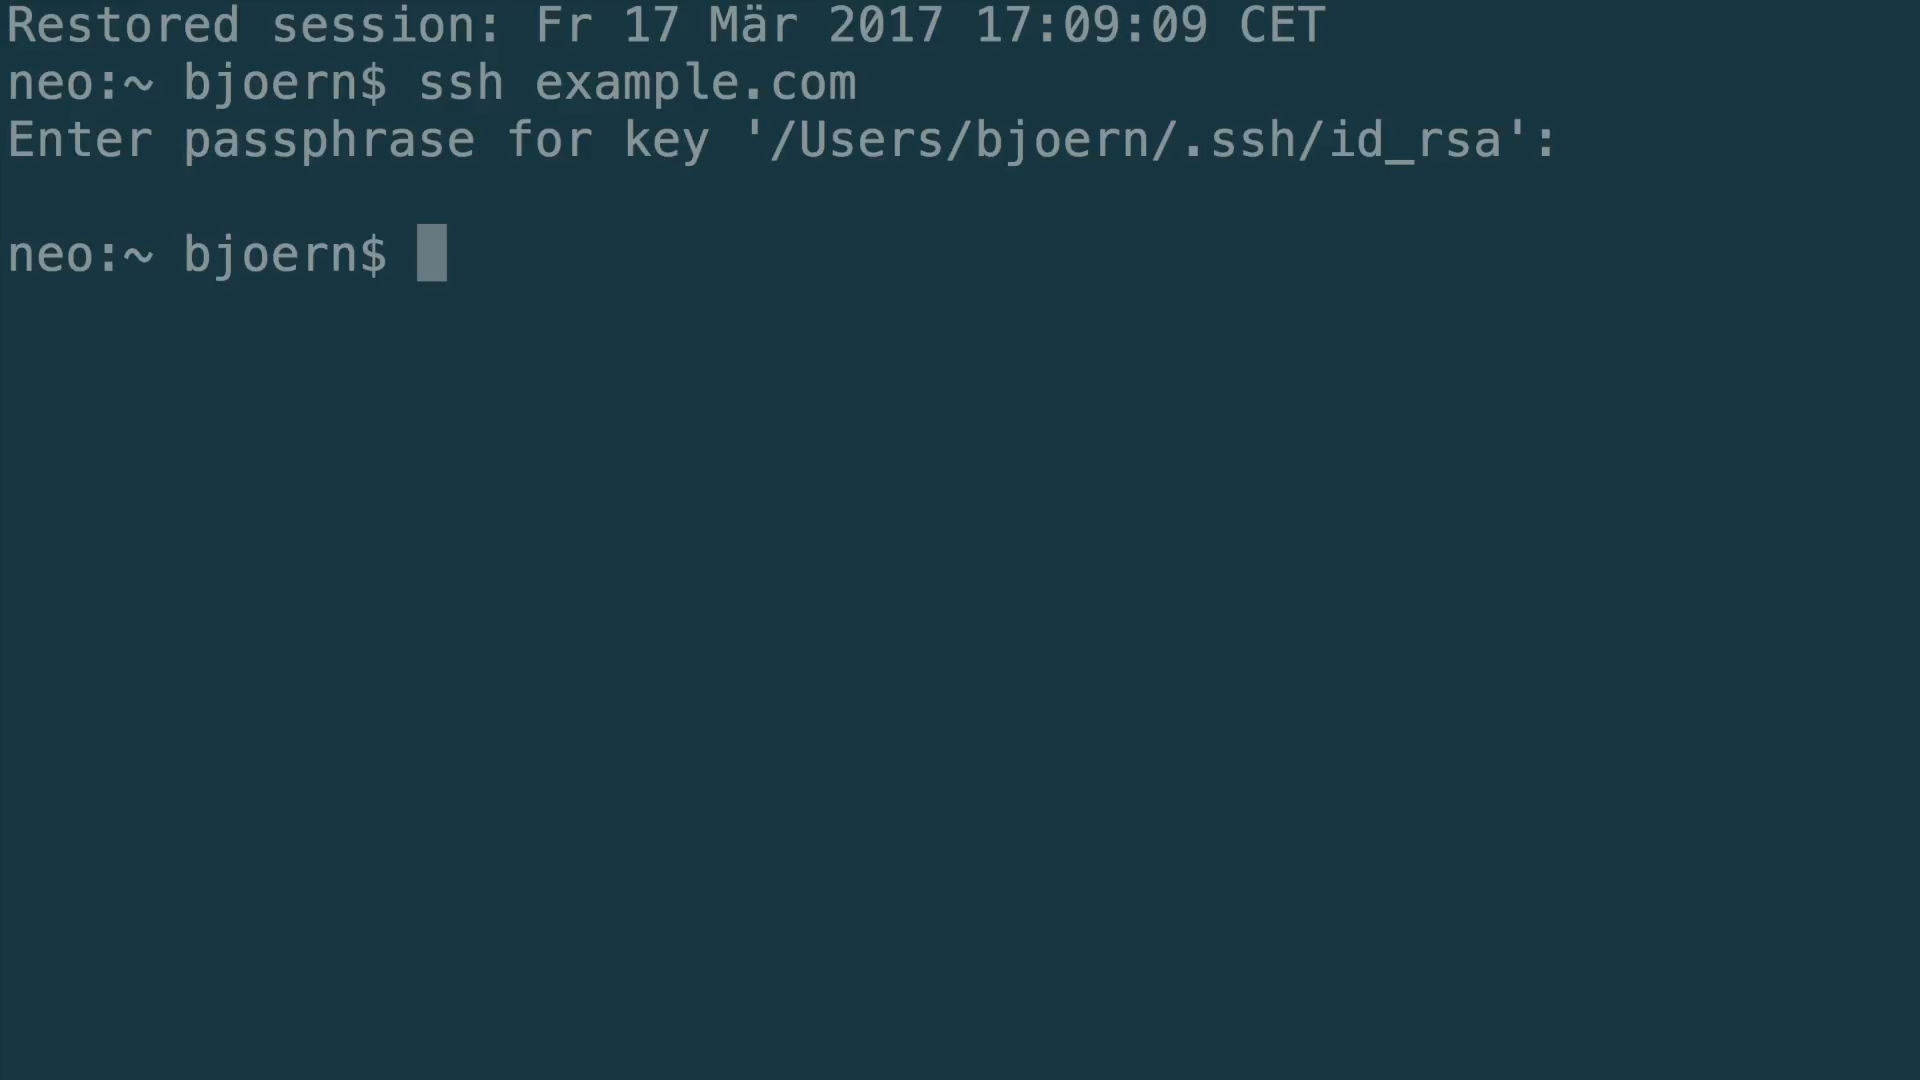 Restored session: Fr 17 Mär 2017 17:09:09 CET
neo:~ bjoern$ ssh example.com
Enter passphrase for key '/Users/bjoern/.ssh/id_rsa':
neo:~ bjoern$